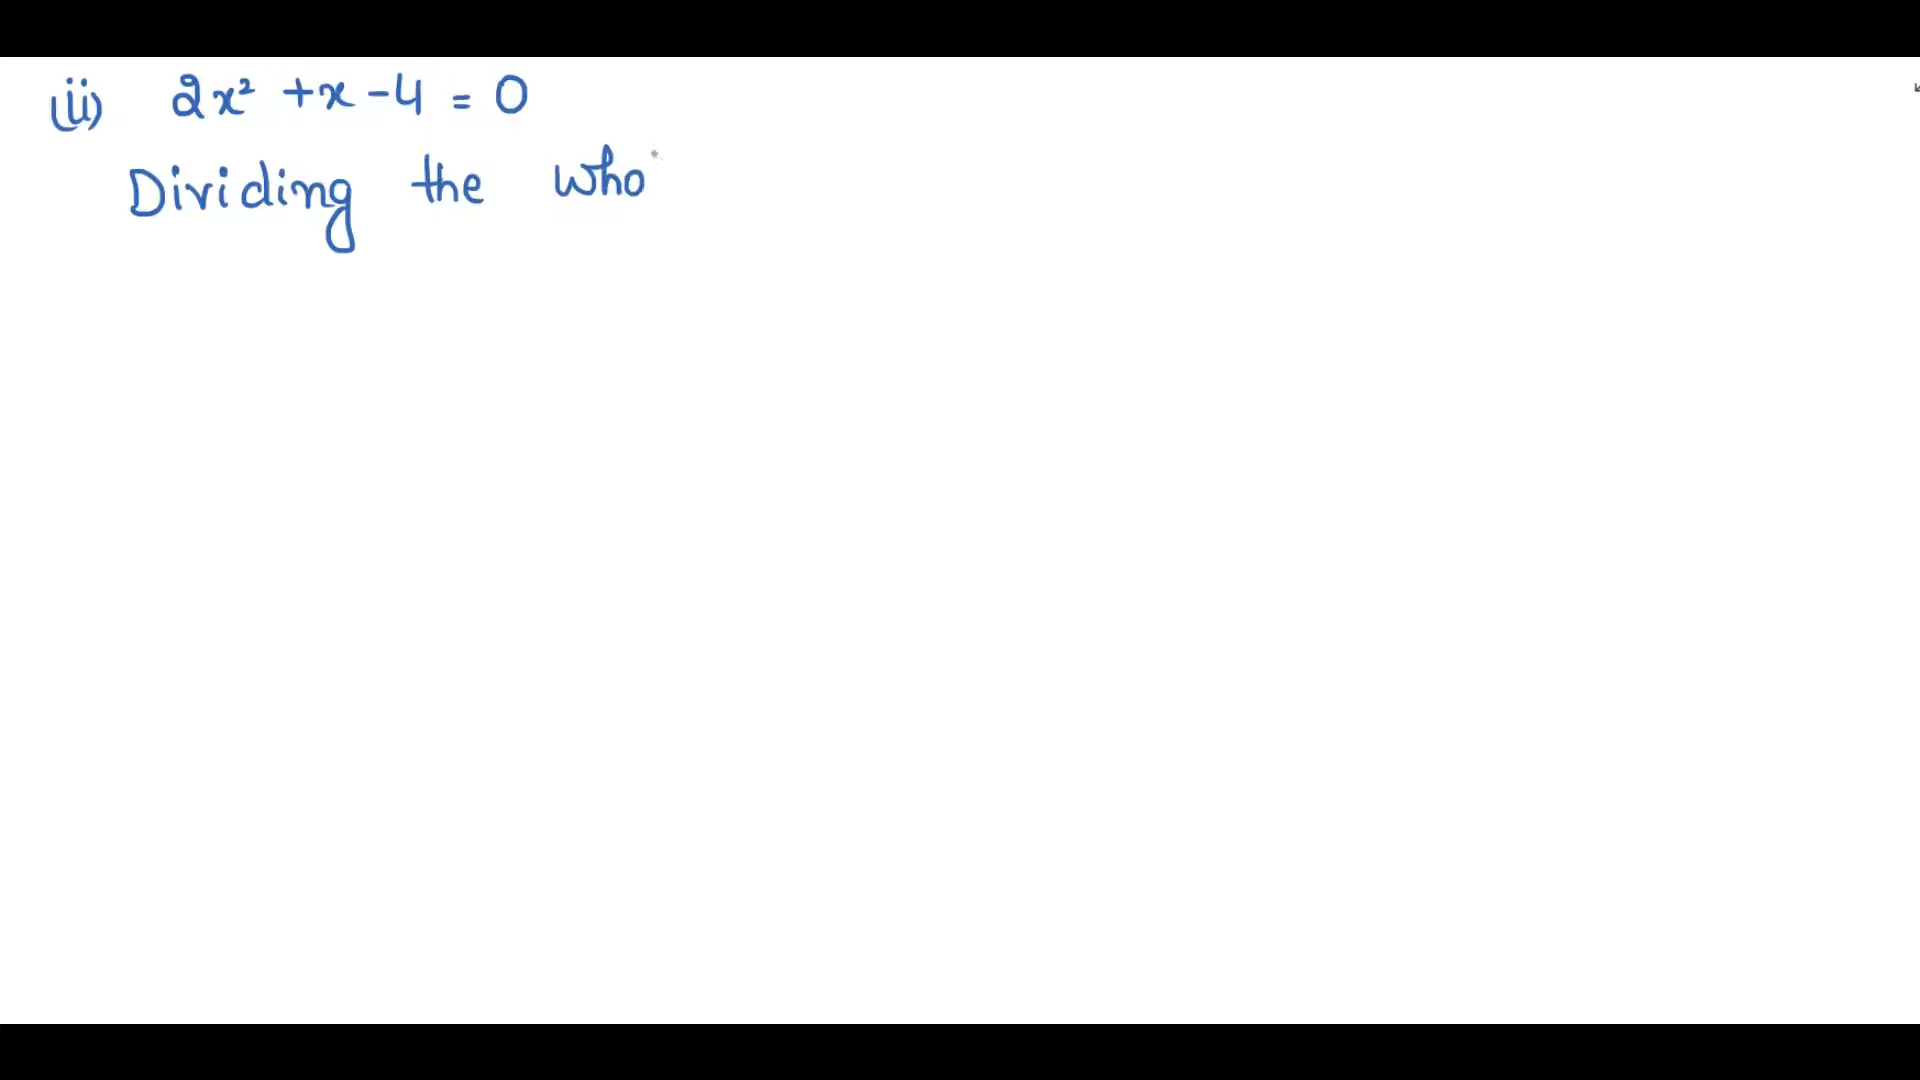 (ii) 2x² +x -4 = 0
Dividing the who